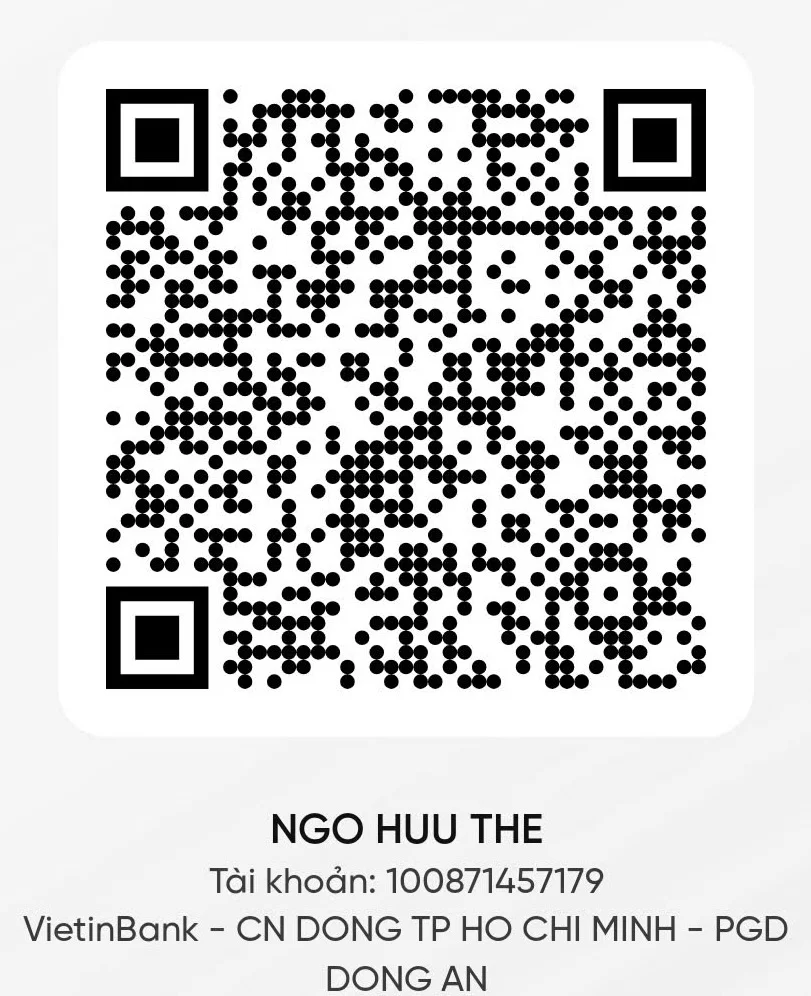 NGO HUU THE
Tài khoản: 100871457179
VietinBank - CN DONG TP HO CHI MINH - PGD
DONG AN